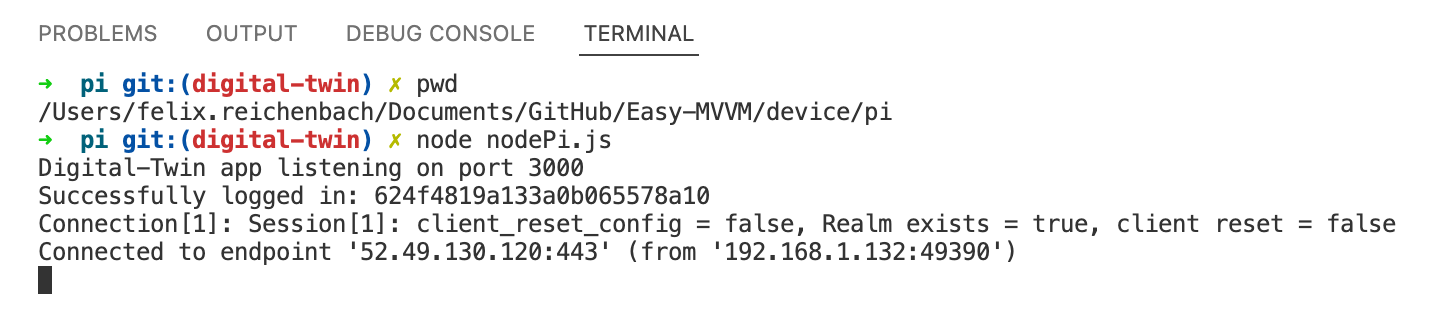 PROBLEMS OUTPUT DEBUG CONSOLE TERMINAL
➜ pi git:(digital-twin) ✗ pwd
/Users/felix.reichenbach/Documents/GitHub/Easy-MVVM/device/pi
➜ pi git:(digital-twin) ✗ node nodePi.js
Digital-Twin app listening on port 3000
Successfully logged in: 624f4819a133a0b065578a10
Connection[1]: Session[1]: client_reset_config = false, Realm exists = true, client reset = false
Connected to endpoint '52.49.130.120:443' (from '192.168.1.132:49390')